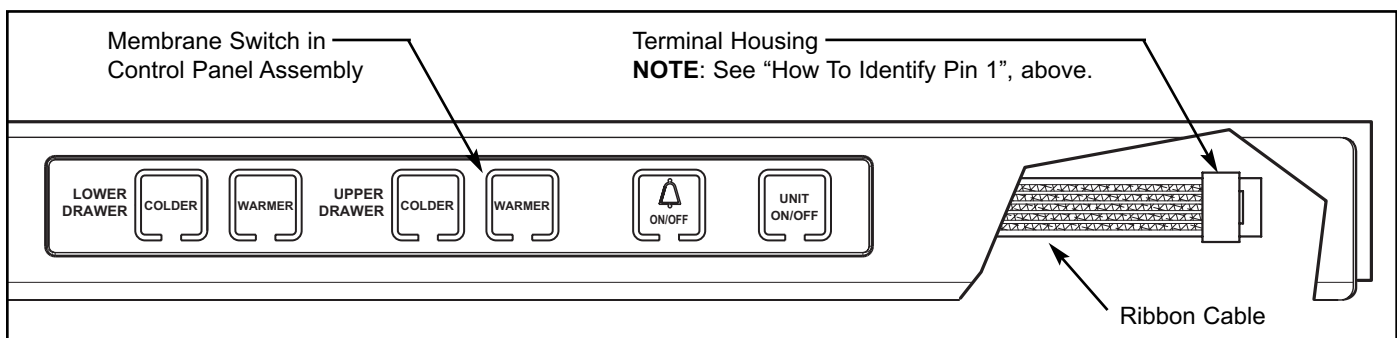 Membrane Switch in
Control Panel Assembly
Terminal Housing
NOTE: See “How To Identify Pin 1”, above.
LOWER
DRAWER
COLDER
WARMER
UPPER
DRAWER
COLDER
WARMER
ON/OFF
UNIT
ON/OFF
Ribbon Cable